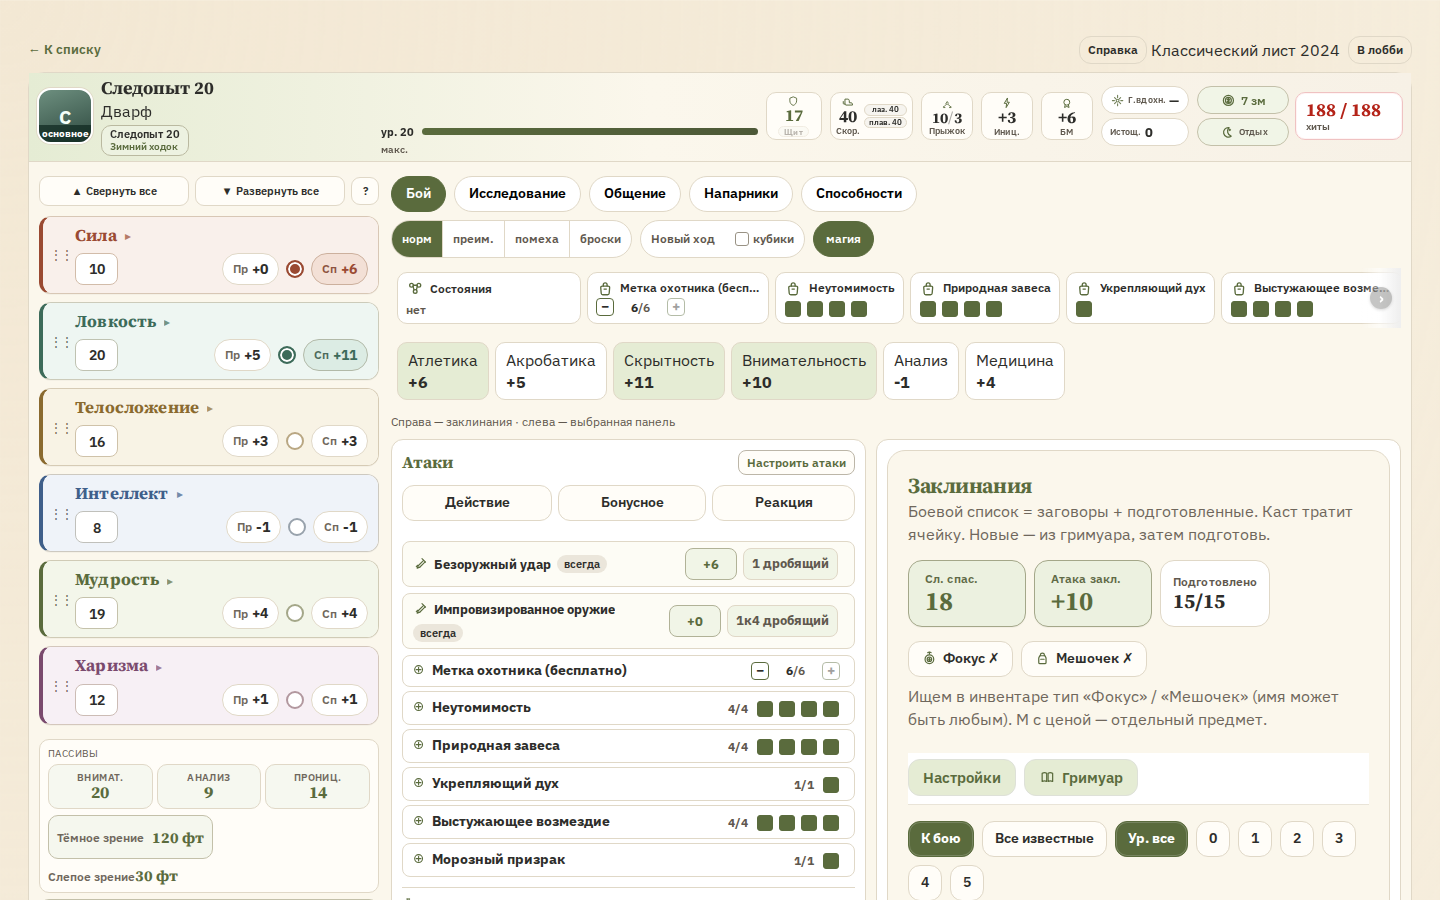 ← К списку
Справка
Классический лист 2024
В лобби
С
основное
Следопыт 20
Дварф
Следопыт 20
Зимний ходок
ур. 20
макс.
17
Щит
40
Скор.
лаз. 40
плав. 40
10/3
Прыжок
+3
Иниц.
+6
БМ
Г.вдохн. —
Истощ. 0
7 зм
Отдых
188 / 188
хиты
▲ Свернуть все
▼ Развернуть все
?
Сила ▸
10
Пр +0
Сп +6
Ловкость ▸
20
Пр +5
Сп +11
Телосложение ▸
16
Пр +3
Сп +3
Интеллект ▸
8
Пр -1
Сп -1
Мудрость ▸
19
Пр +4
Сп +4
Харизма ▸
12
Пр +1
Сп +1
ПАССИВЫ
ВНИМАТ.
20
АНАЛИЗ
9
ПРОНИЦ.
14
Тёмное зрение 120 фт
Слепое зрение30 фт
Бой
Исследование
Общение
Напарники
Способности
норм
преим.
помеха
броски
Новый ход
кубики
магия
Состояния
нет
Метка охотника (бесп...
− 6/6 +
Неутомимость
Природная завеса
Укрепляющий дух
Выстужающее возме...
›
Атлетика
+6
Акробатика
+5
Скрытность
+11
Внимательность
+10
Анализ
-1
Медицина
+4
Справа — заклинания · слева — выбранная панель
Атаки
Настроить атаки
Действие
Бонусное
Реакция
Безоружный удар всегда
+6
1 дробящий
Импровизированное оружие
всегда
+0
1к4 дробящий
Метка охотника (бесплатно)
− 6/6 +
Неутомимость
4/4
Природная завеса
4/4
Укрепляющий дух
1/1
Выстужающее возмездие
4/4
Морозный призрак
1/1
Заклинания
Боевой список = заговоры + подготовленные. Каст тратит
ячейку. Новые — из гримуара, затем подготовь.
Сл. спас.
18
Атака закл.
+10
Подготовлено
15/15
Фокус ✗
Мешочек ✗
Ищем в инвентаре тип «Фокус» / «Мешочек» (имя может
быть любым). М с ценой — отдельный предмет.
Настройки
Гримуар
К бою
Все известные
Ур. все
0
1
2
3
4
5